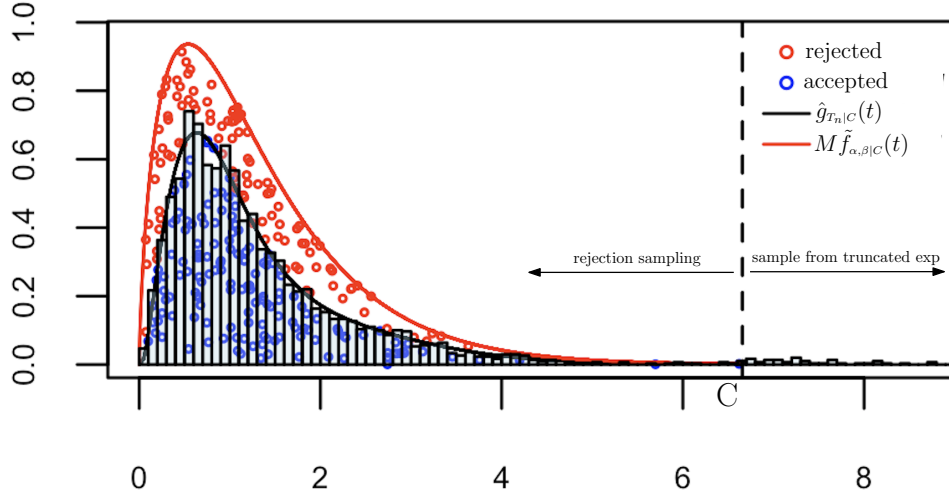 1.0
0.8
0.6
0.4
0.2
0.0
rejected
accepted
ĝ_{T_n|C}(t)
Mf̃_{α,β|C}(t)
rejection sampling
sample from truncated exp
C
0 2 4 6 8